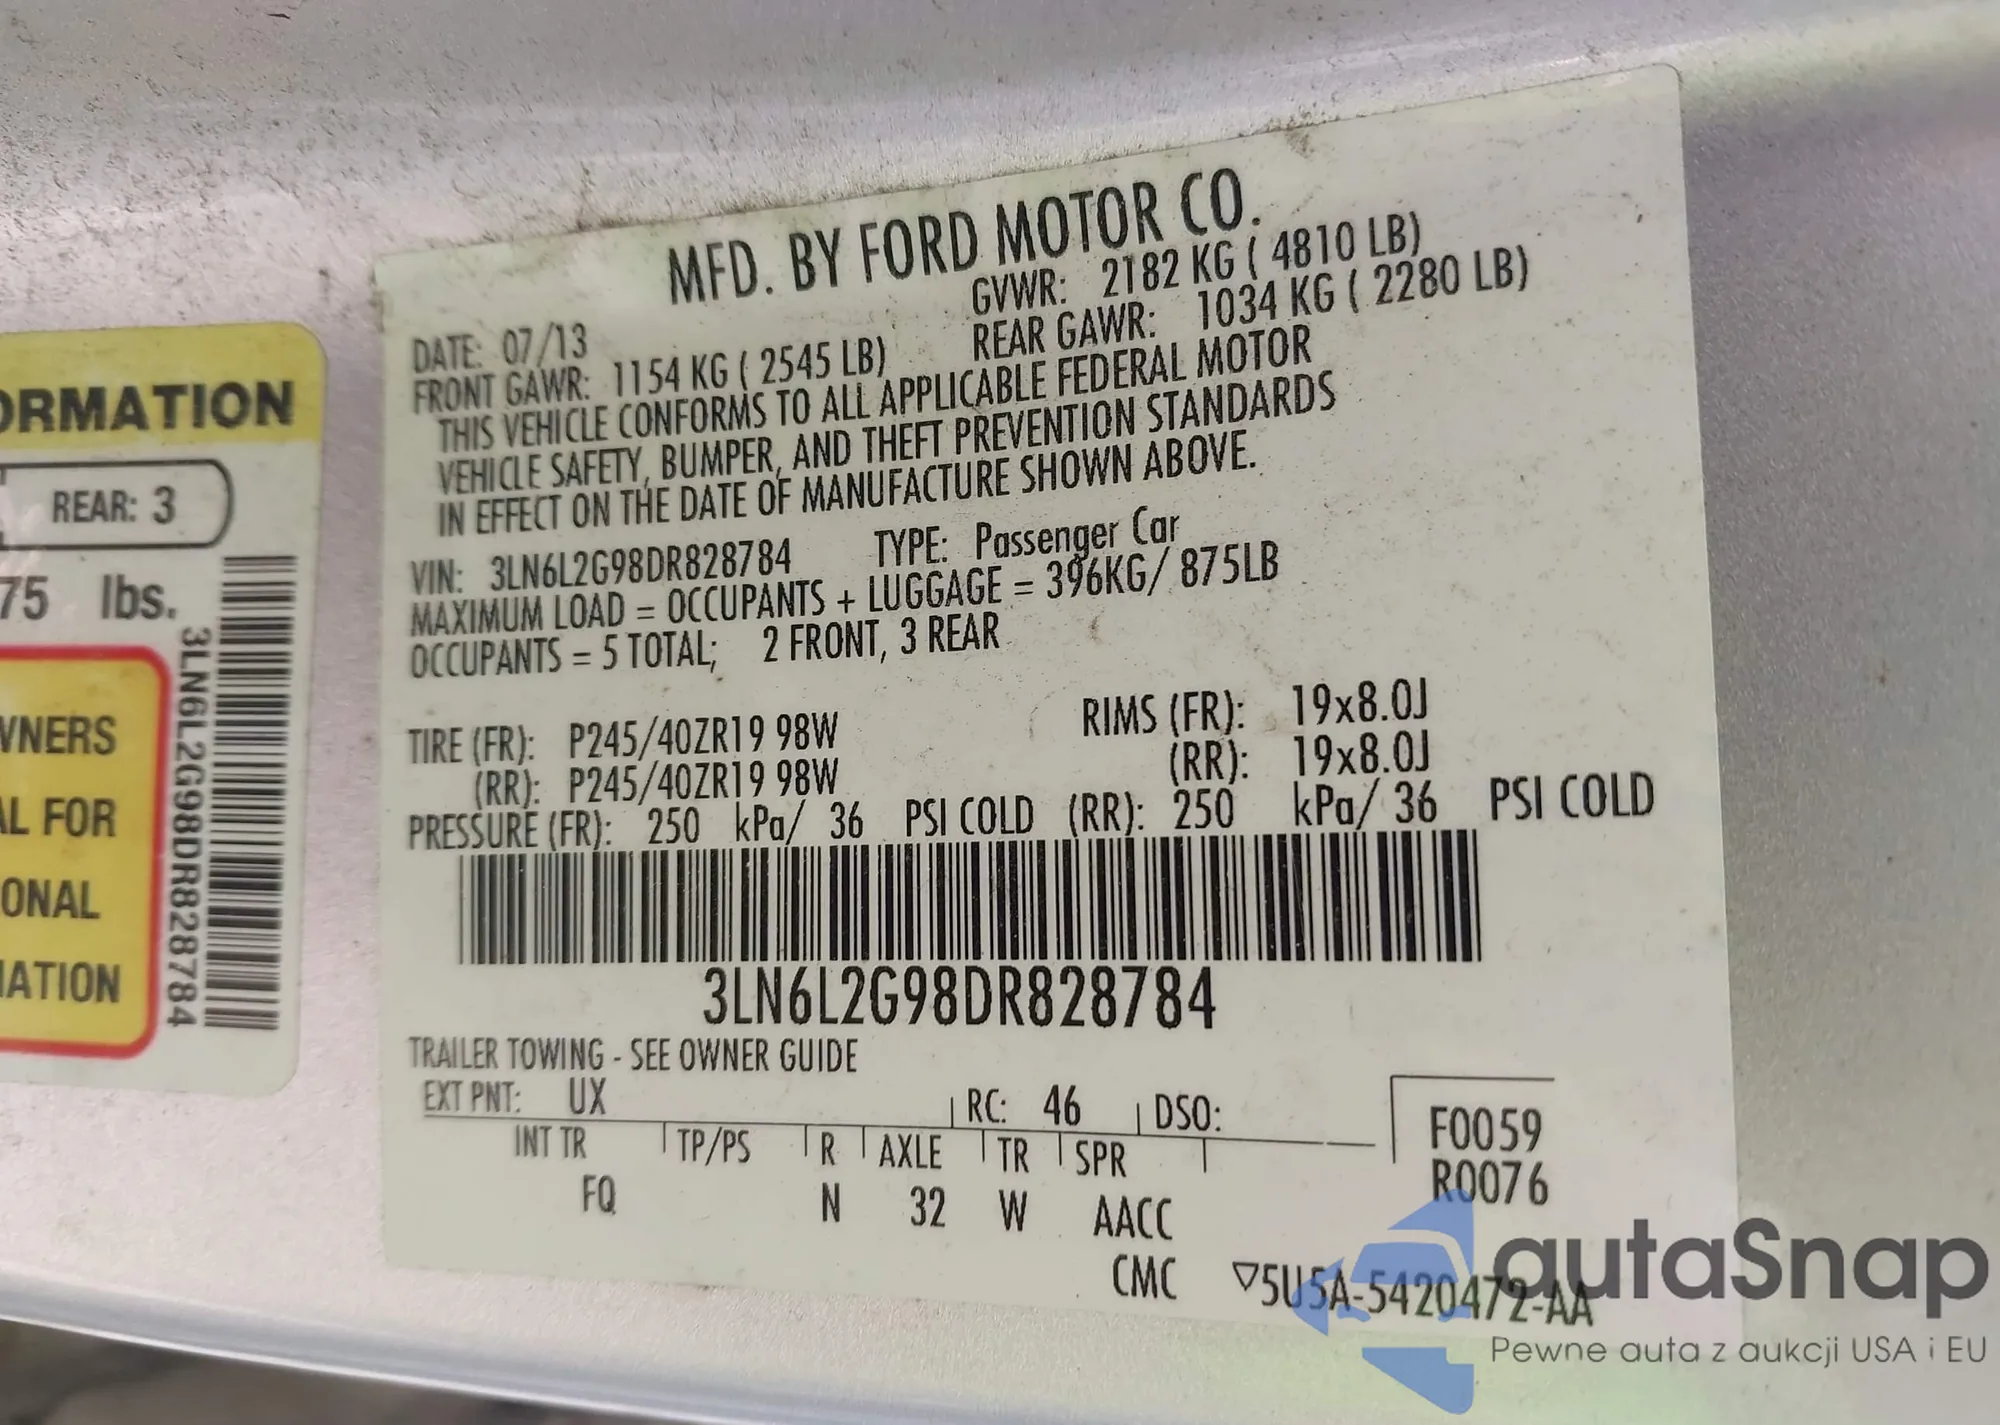 ORMATION
REAR: 3
75 lbs.
3LN6L2G98DR828784
WNERS
AL FOR
ONAL
MATION
MFD. BY FORD MOTOR CO.
DATE: 07/13 GVWR: 2182 KG ( 4810 LB)
FRONT GAWR: 1154 KG ( 2545 LB) REAR GAWR: 1034 KG ( 2280 LB)
THIS VEHICLE CONFORMS TO ALL APPLICABLE FEDERAL MOTOR
VEHICLE SAFETY, BUMPER, AND THEFT PREVENTION STANDARDS
IN EFFECT ON THE DATE OF MANUFACTURE SHOWN ABOVE.
VIN: 3LN6L2G98DR828784 TYPE: Passenger Car
MAXIMUM LOAD = OCCUPANTS + LUGGAGE = 396KG/ 875LB
OCCUPANTS = 5 TOTAL; 2 FRONT, 3 REAR
TIRE (FR): P245/40ZR19 98W RIMS (FR): 19x8.0J
(RR): P245/40ZR19 98W (RR): 19x8.0J
PRESSURE (FR): 250 kPa/ 36 PSI COLD (RR): 250 kPa/ 36 PSI COLD
3LN6L2G98DR828784
TRAILER TOWING - SEE OWNER GUIDE
EXT PNT: UX RC: 46 DSO: F0059
INT TR TP/PS R AXLE TR SPR R0076
FQ N 32 W AACC
CMC ▽5U5A-5420472-AA
autaSnap
Pewne auta z aukcji USA i EU